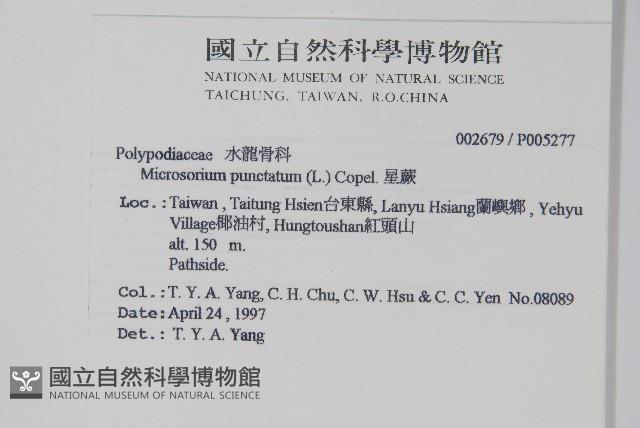 國立自然科學博物館
NATIONAL MUSEUM OF NATURAL SCIENCE
TAICHUNG, TAIWAN, R.O.CHINA
002679 / P005277
Polypodiaceae 水龍骨科
Microsorium punctatum (L.) Copel. 星蕨
Loc.:Taiwan , Taitung Hsien台東縣, Lanyu Hsiang蘭嶼鄉 , Yehyu
Village椰油村, Hungtoushan紅頭山
alt. 150 m.
Pathside.
Col.:T. Y. A. Yang, C. H. Chu, C. W. Hsu & C. C. Yen No.08089
Date:April 24 , 1997
Det.: T. Y. A. Yang
國立自然科學博物館
NATIONAL MUSEUM OF NATURAL SCIENCE